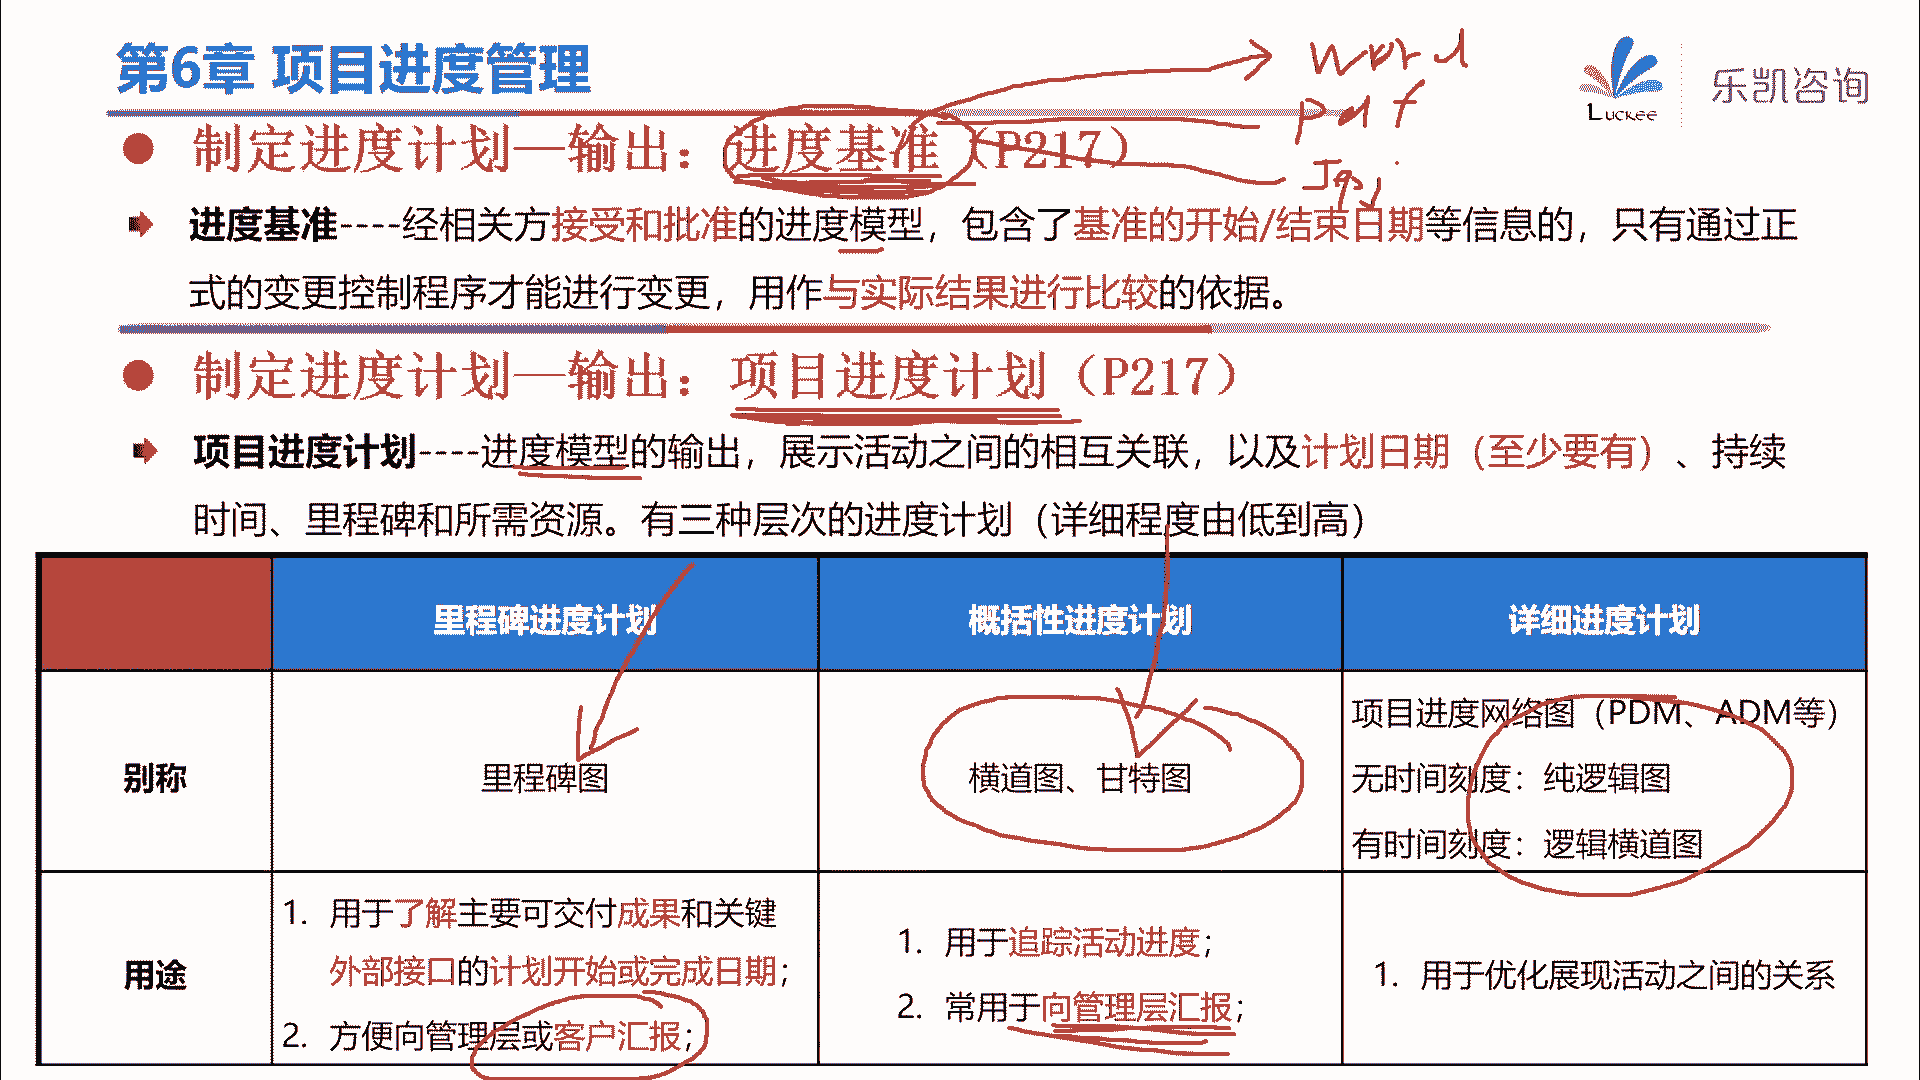 第6章 项目进度管理
LUCKEE
乐凯咨询
word
pdf
制定进度计划—输出：进度基准（P217）
进度基准----经相关方接受和批准的进度模型，包含了基准的开始/结束日期等信息的，只有通过正
式的变更控制程序才能进行变更，用作与实际结果进行比较的依据。
制定进度计划—输出：项目进度计划（P217）
项目进度计划----进度模型的输出，展示活动之间的相互关联，以及计划日期（至少要有）、持续
时间、里程碑和所需资源。有三种层次的进度计划（详细程度由低到高）
里程碑进度计划 概括性进度计划 详细进度计划
别称
里程碑图
横道图、甘特图
项目进度网络图（PDM、ADM等）
无时间刻度：纯逻辑图
有时间刻度：逻辑横道图
用途
1. 用于了解主要可交付成果和关键
外部接口的计划开始或完成日期；
2. 方便向管理层或客户汇报；
1. 用于追踪活动进度；
2. 常用于向管理层汇报；
1. 用于优化展现活动之间的关系